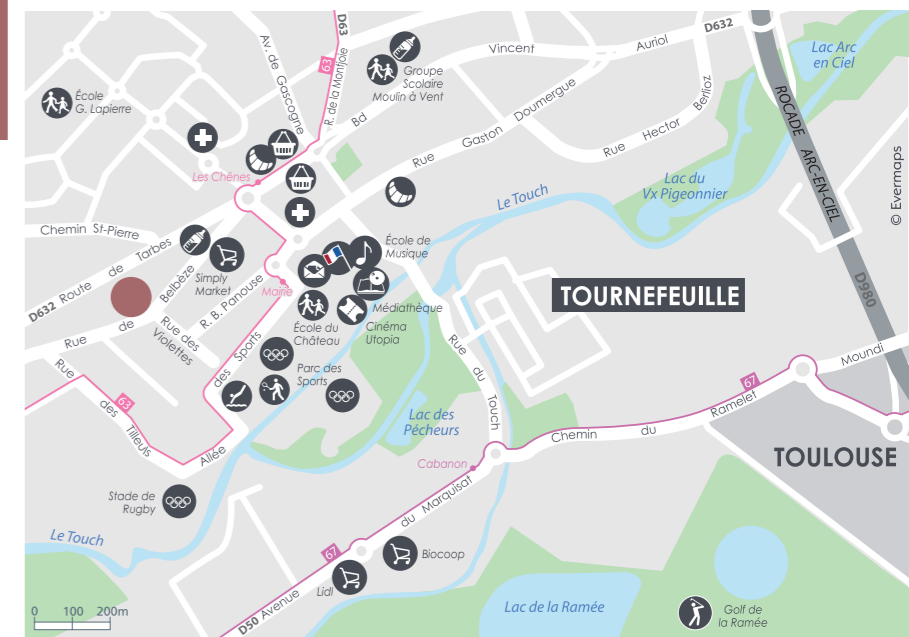 D63
D632
63
Av. de Gascogne
R. de la Montjoie
Vincent
Auriol
Bd
Lac Arc
en Ciel
Groupe
Scolaire
Moulin à Vent
École
G. Lapierre
Rue Gaston Doumergue
Rue Hector Berlioz
ROCADE ARC-EN-CIEL
© Evermaps
Les Chênes
Lac du
Vx Pigeonnier
Le Touch
Chemin St-Pierre
École de
Musique
D632 Route de Tarbes
Simply
Market
Mairie
Médiathèque
TOURNEFEUILLE
D980
Rue de Belbèze
R. B. Panouse
Rue des
Violettes
École du
Château
Cinéma
Utopia
Rue du Touch
Parc des
Sports
Allée des Sports
Rue des Tilleuls
63
Lac des
Pêcheurs
67
Moundi
Chemin du Ramelet
TOULOUSE
Cabanon
Stade de
Rugby
Le Touch
67
D50 Avenue du Marquisat
Biocoop
Lidl
Lac de la Ramée
Golf de
la Ramée
0 100 200m